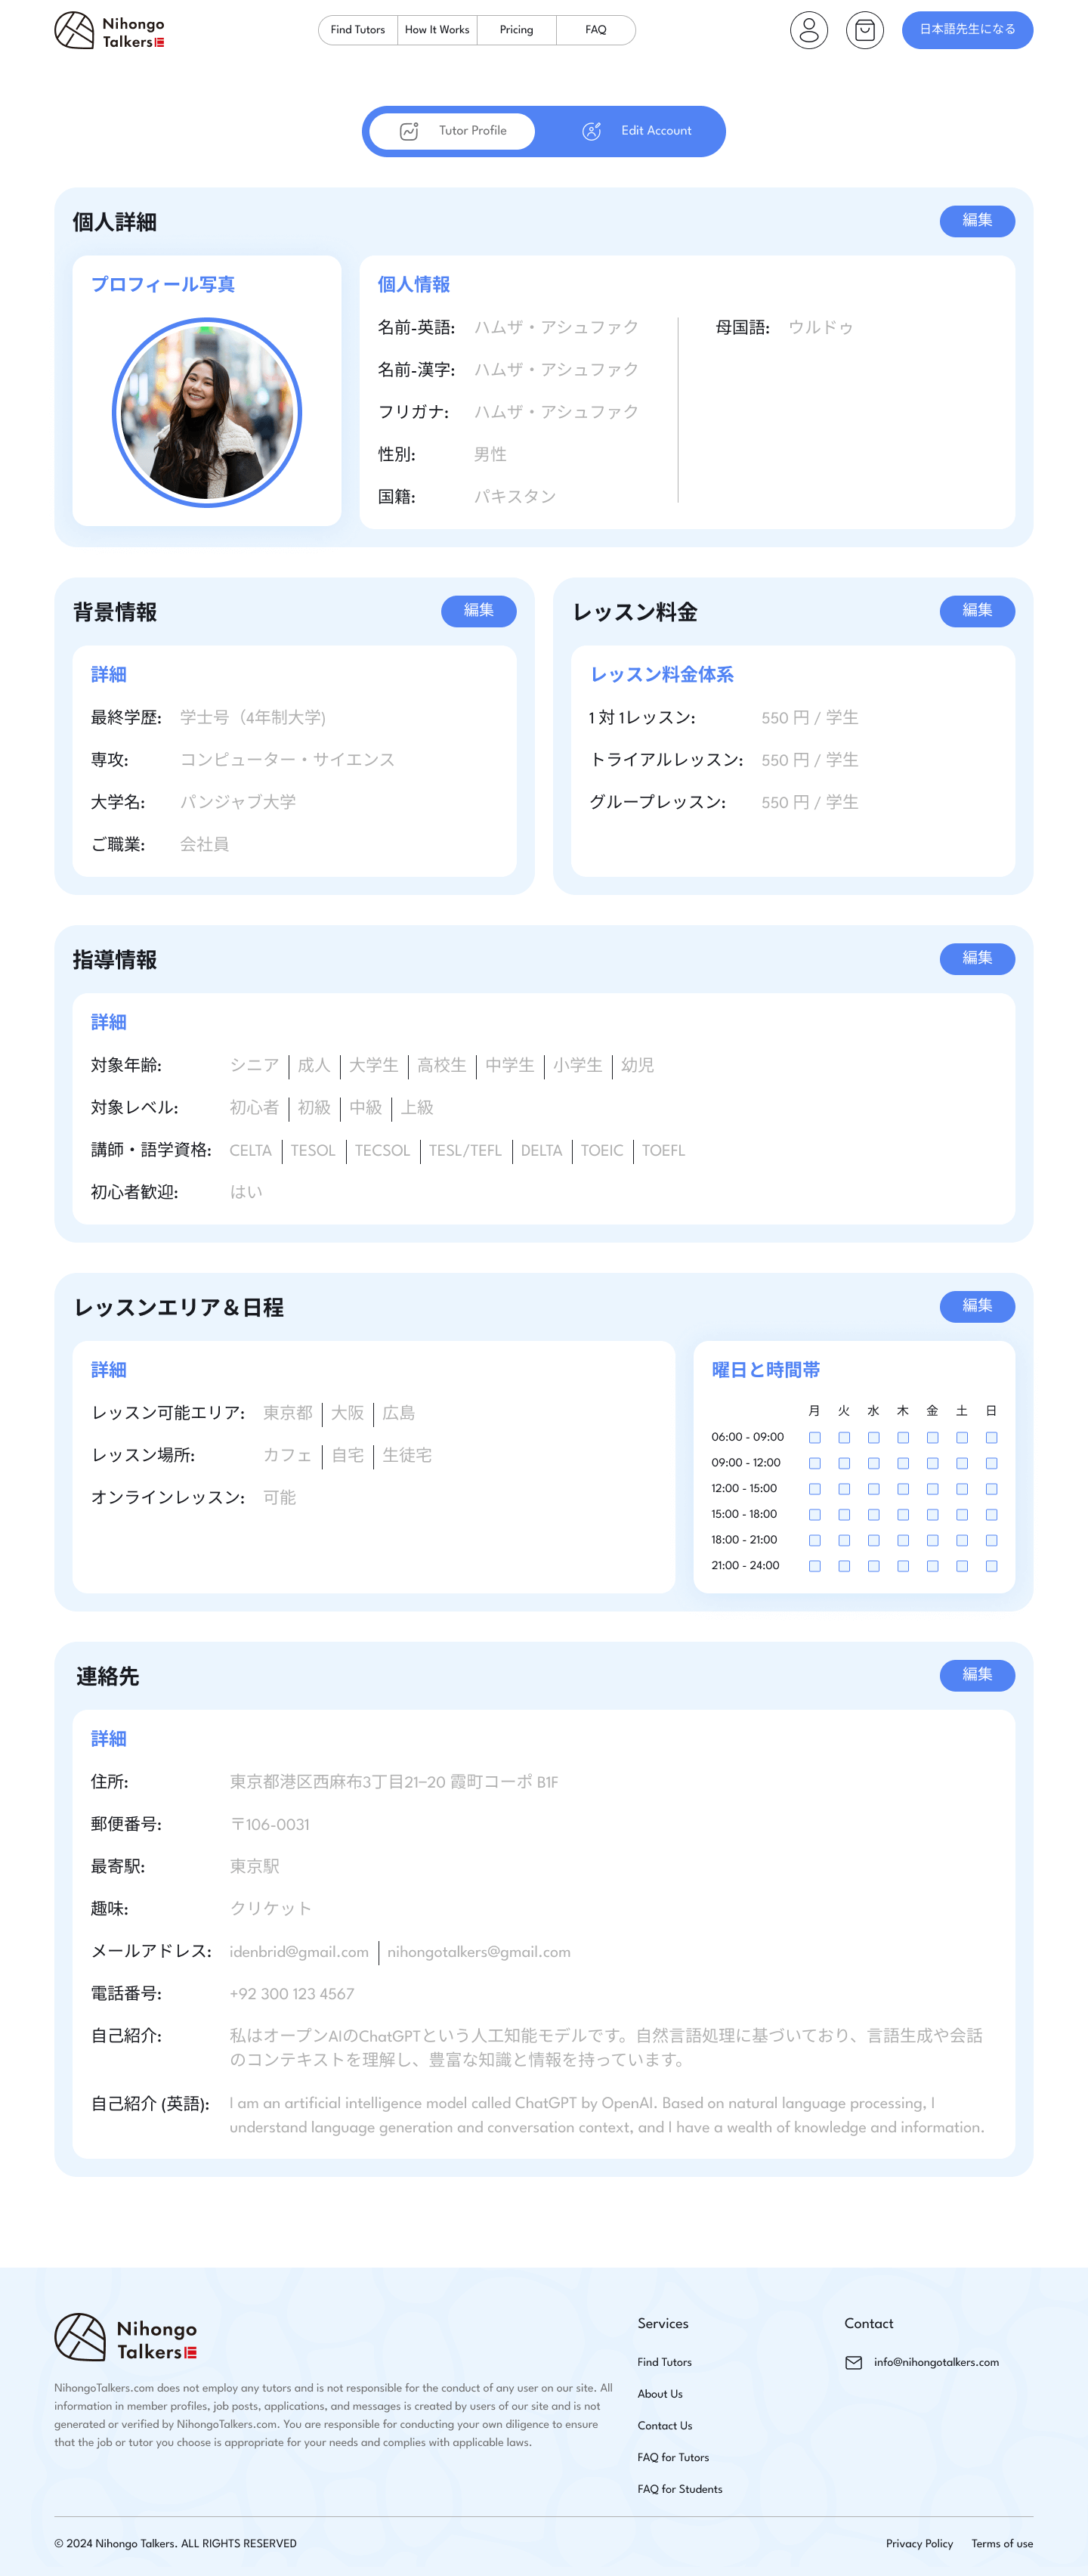 Nihongo
Talkers
Find Tutors
How It Works
Pricing
FAQ
日本語先生になる
Tutor Profile
Edit Account
個人詳細
編集
プロフィール写真
個人情報
名前-英語: ハムザ・アシュファク
名前-漢字: ハムザ・アシュファク
フリガナ: ハムザ・アシュファク
性別: 男性
国籍: パキスタン
母国語: ウルドゥ
背景情報
編集
詳細
最終学歴: 学士号（4年制大学)
専攻: コンピューター・サイエンス
大学名: パンジャブ大学
ご職業: 会社員
レッスン料金
編集
レッスン料金体系
1 対 1レッスン: 550 円 / 学生
トライアルレッスン: 550 円 / 学生
グループレッスン: 550 円 / 学生
指導情報
編集
詳細
対象年齢: シニア 成人 大学生 高校生 中学生 小学生 幼児
対象レベル: 初心者 初級 中級 上級
講師・語学資格: CELTA TESOL TECSOL TESL/TEFL DELTA TOEIC TOEFL
初心者歓迎: はい
レッスンエリア＆日程
編集
詳細
レッスン可能エリア: 東京都 大阪 広島
レッスン場所: カフェ 自宅 生徒宅
オンラインレッスン: 可能
曜日と時間帯
月 火 水 木 金 土 日
06:00 - 09:00
09:00 - 12:00
12:00 - 15:00
15:00 - 18:00
18:00 - 21:00
21:00 - 24:00
連絡先
編集
詳細
住所: 東京都港区西麻布3丁目21−20 霞町コーポ B1F
郵便番号: 〒106-0031
最寄駅: 東京駅
趣味: クリケット
メールアドレス: idenbrid@gmail.com nihongotalkers@gmail.com
電話番号: +92 300 123 4567
自己紹介: 私はオープンAIのChatGPTという人工知能モデルです。自然言語処理に基づいており、言語生成や会話
のコンテキストを理解し、豊富な知識と情報を持っています。
自己紹介 (英語): I am an artificial intelligence model called ChatGPT by OpenAI. Based on natural language processing, I
understand language generation and conversation context, and I have a wealth of knowledge and information.
Nihongo
Talkers
NihongoTalkers.com does not employ any tutors and is not responsible for the conduct of any user on our site. All
information in member profiles, job posts, applications, and messages is created by users of our site and is not
generated or verified by NihongoTalkers.com. You are responsible for conducting your own diligence to ensure
that the job or tutor you choose is appropriate for your needs and complies with applicable laws.
Services
Find Tutors
About Us
Contact Us
FAQ for Tutors
FAQ for Students
Contact
info@nihongotalkers.com
© 2024 Nihongo Talkers. ALL RIGHTS RESERVED
Privacy Policy
Terms of use